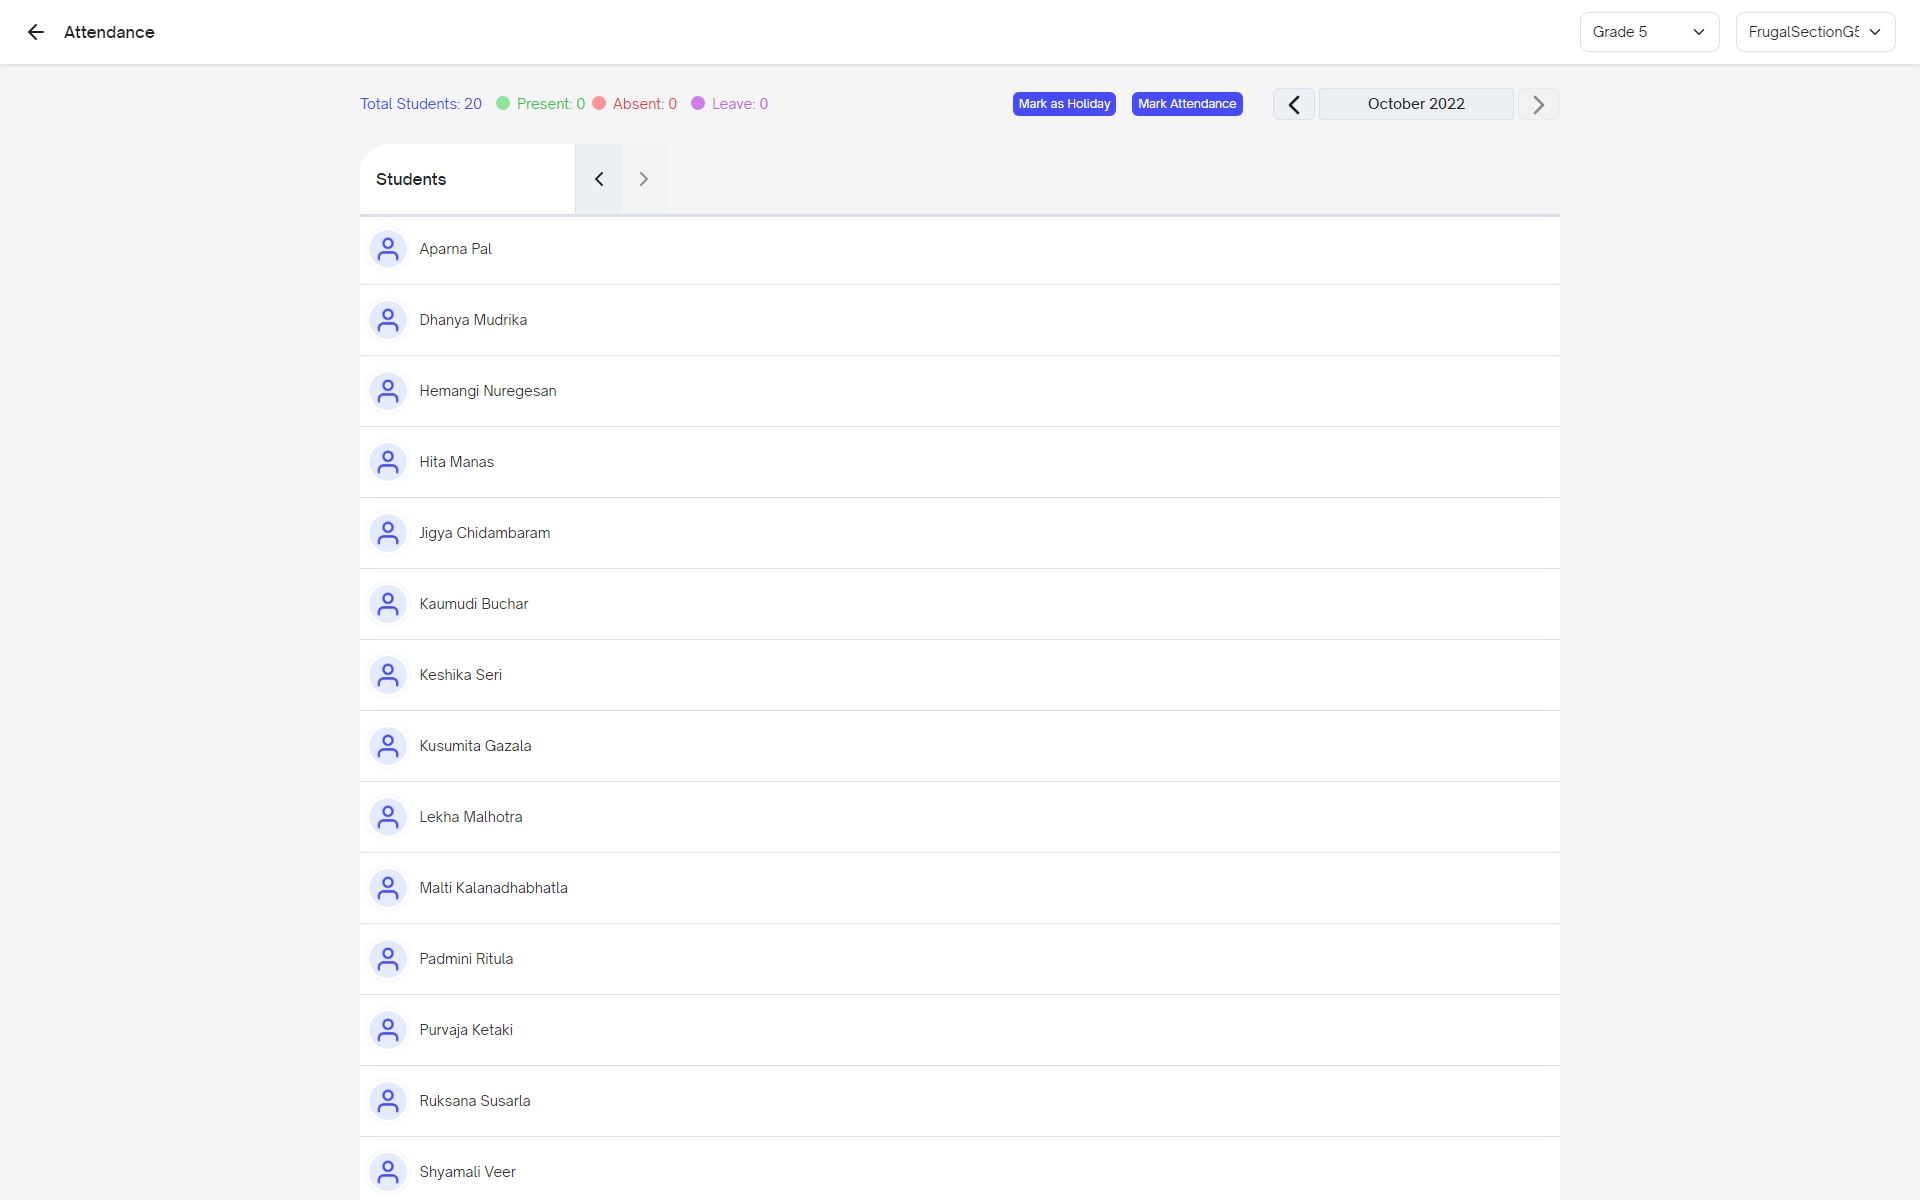 Attendance
Grade 5
FrugalSectionG5
Total Students: 20 Present: 0 Absent: 0 Leave: 0
Mark as Holiday
Mark Attendance
October 2022
Students
Aparna Pal
Dhanya Mudrika
Hemangi Nuregesan
Hita Manas
Jigya Chidambaram
Kaumudi Buchar
Keshika Seri
Kusumita Gazala
Lekha Malhotra
Malti Kalanadhabhatla
Padmini Ritula
Purvaja Ketaki
Ruksana Susarla
Shyamali Veer